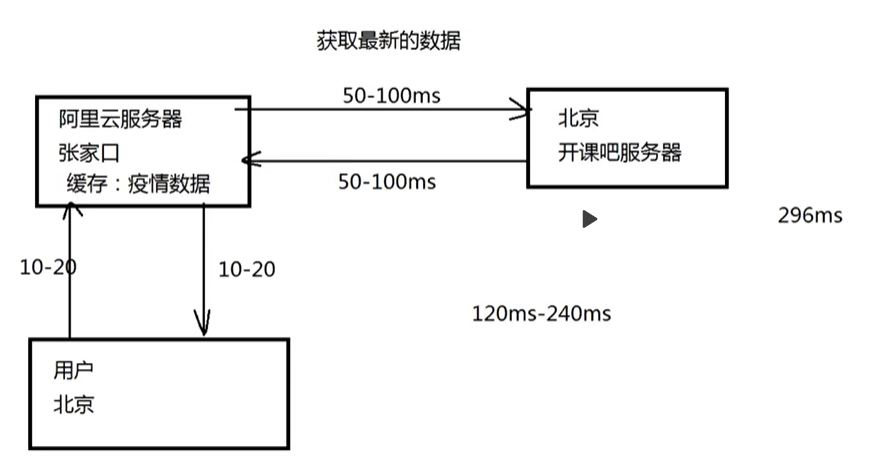 获取最新的数据
阿里云服务器
张家口
缓存：疫情数据
50-100ms
50-100ms
北京
开课吧服务器
296ms
10-20
10-20
120ms-240ms
用户
北京